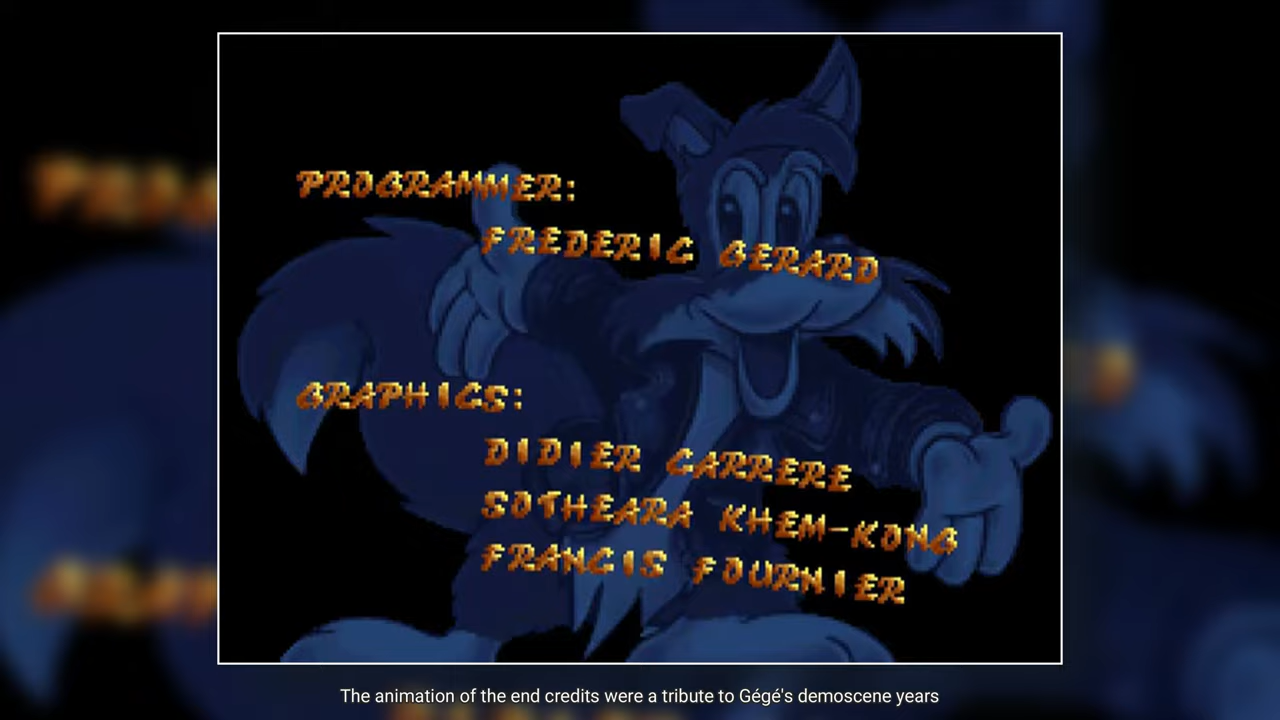 PROGRAMMER:
FREDERIC GERARD
GRAPHICS:
DIDIER CARRERE
SOTHEARA KHEM-KONG
FRANCIS FOURNIER
The animation of the end credits were a tribute to Gégé's demoscene years